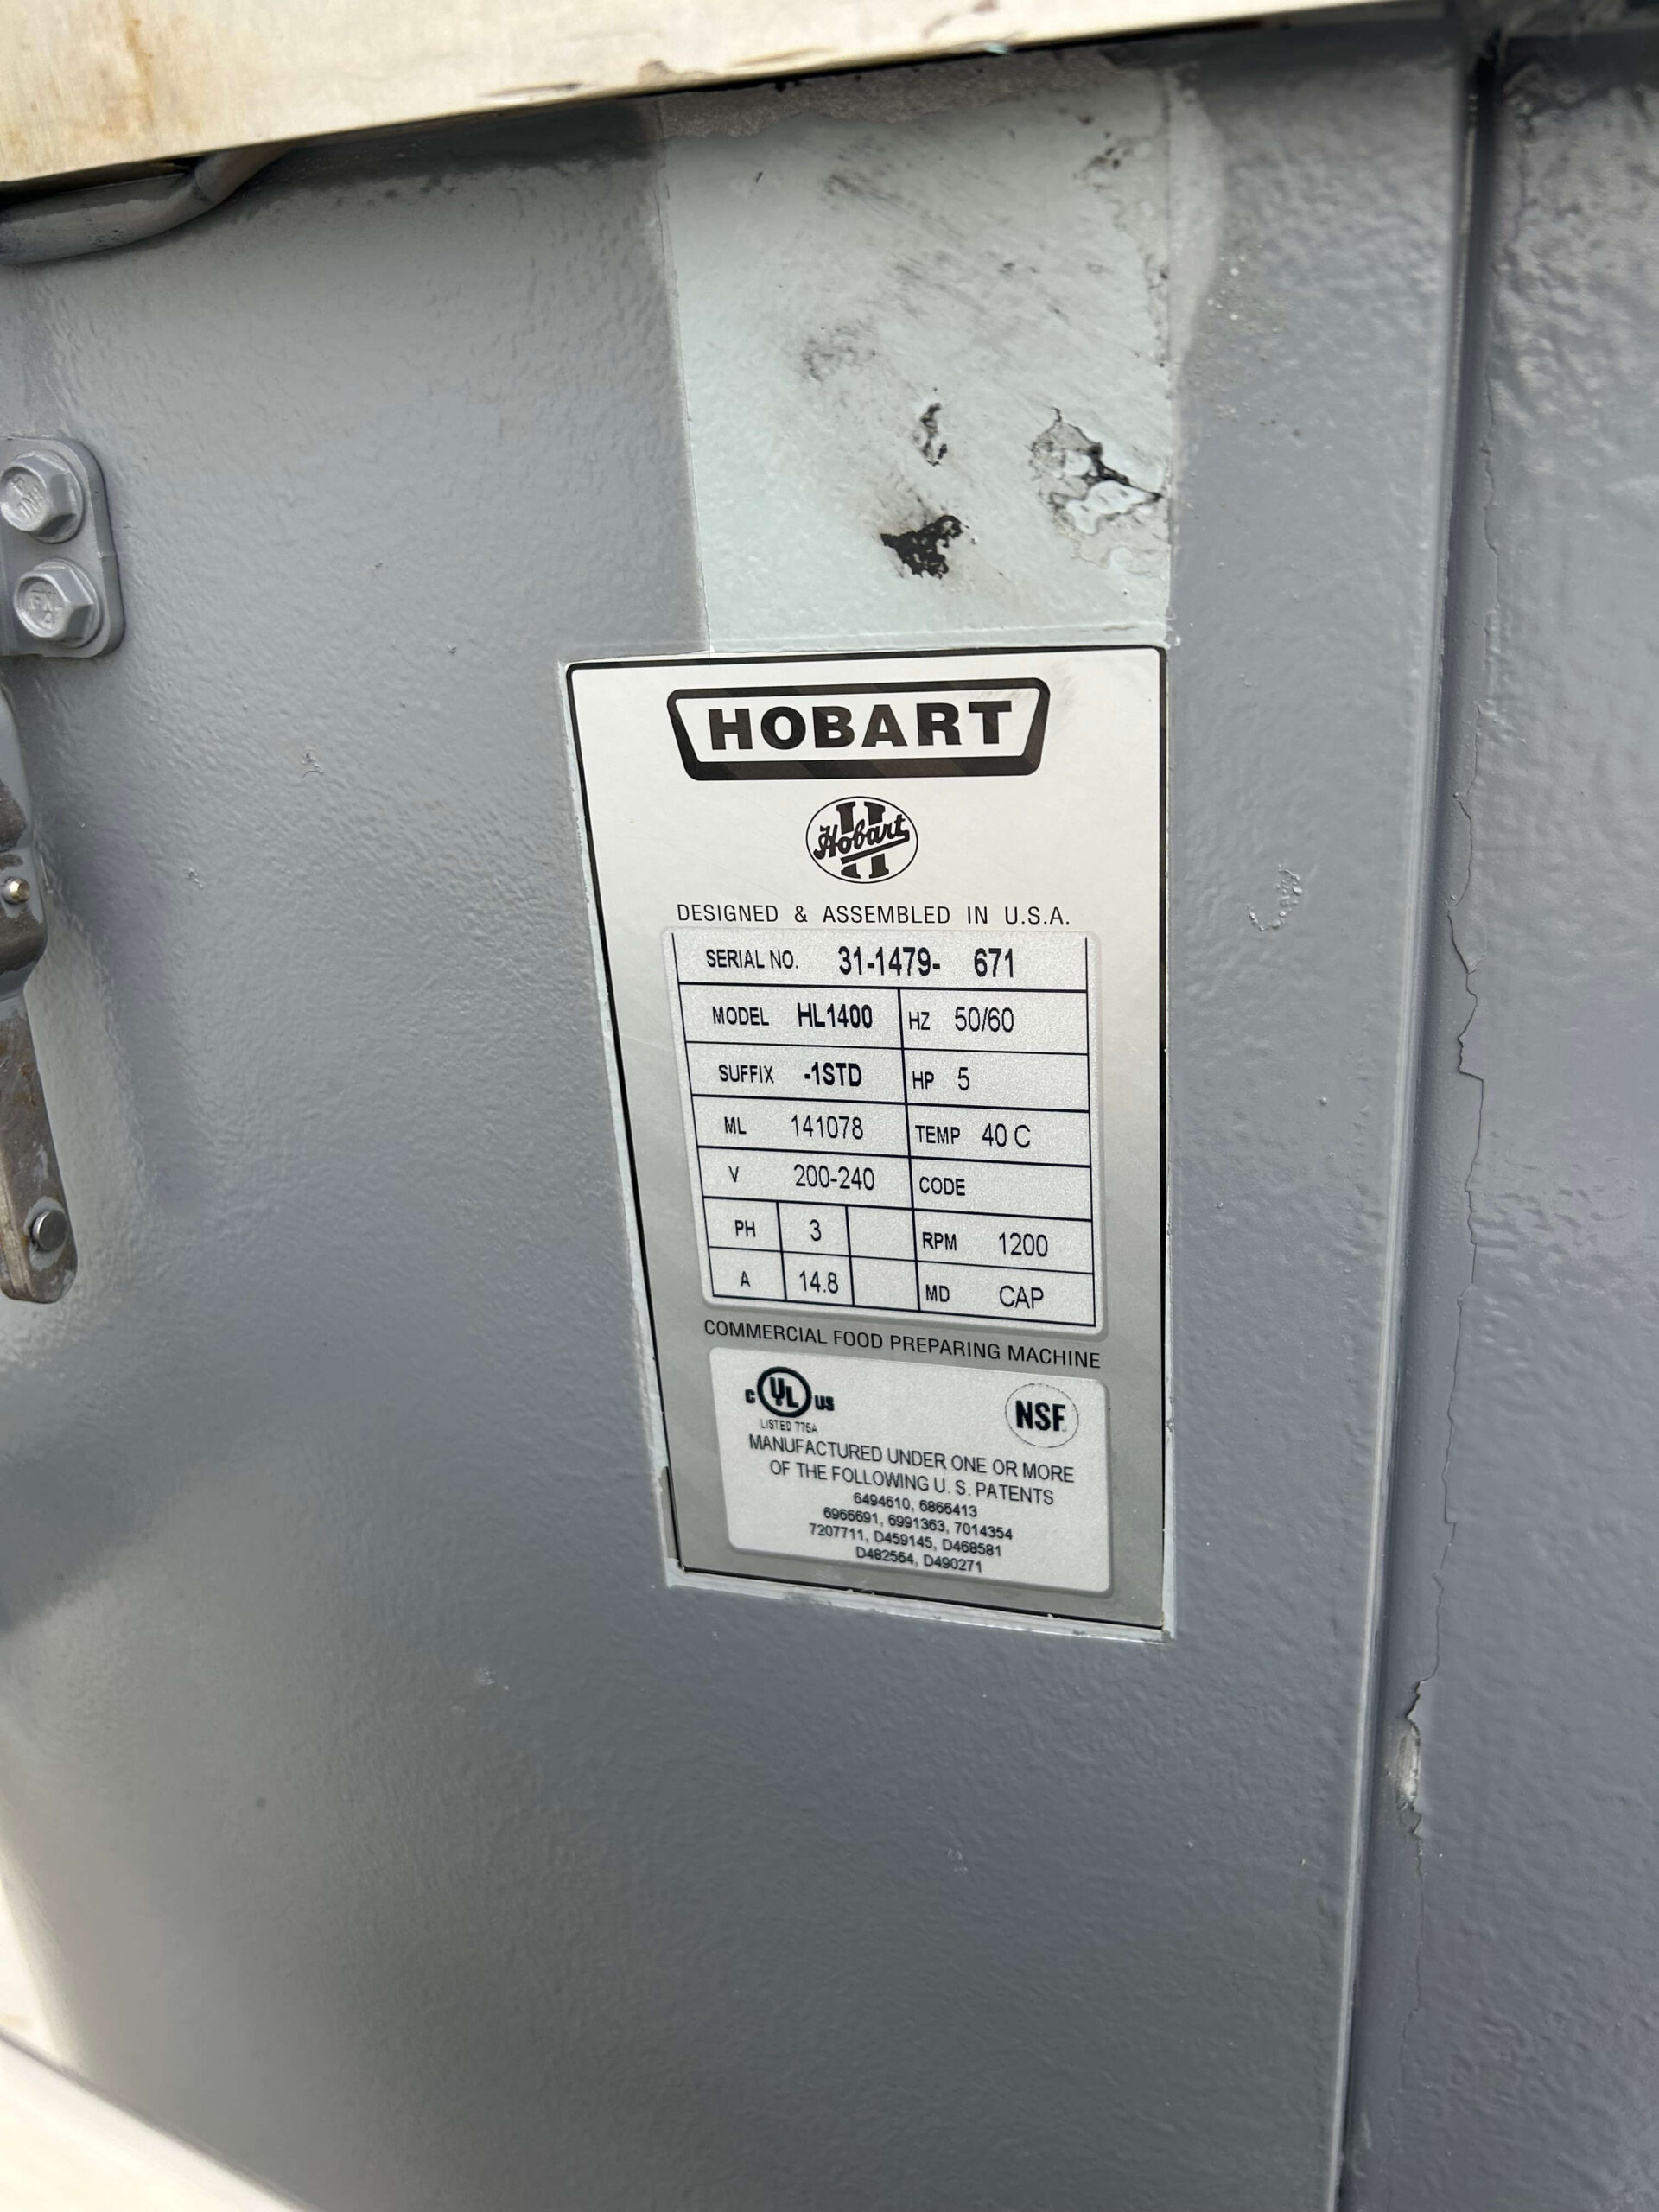 HOBART
Hobart
DESIGNED & ASSEMBLED IN U.S.A.
SERIAL NO. 31-1479- 671
MODEL HL1400 HZ 50/60
SUFFIX -1STD HP 5
ML 141078 TEMP 40 C
V 200-240 CODE
PH 3 RPM 1200
A 14.8 MD CAP
COMMERCIAL FOOD PREPARING MACHINE
C UL US NSF
LISTED 775A
MANUFACTURED UNDER ONE OR MORE
OF THE FOLLOWING U. S. PATENTS
6494610, 6866413
6966691, 6991363, 7014354
7207711, D459145, D468581
D482564, D490271